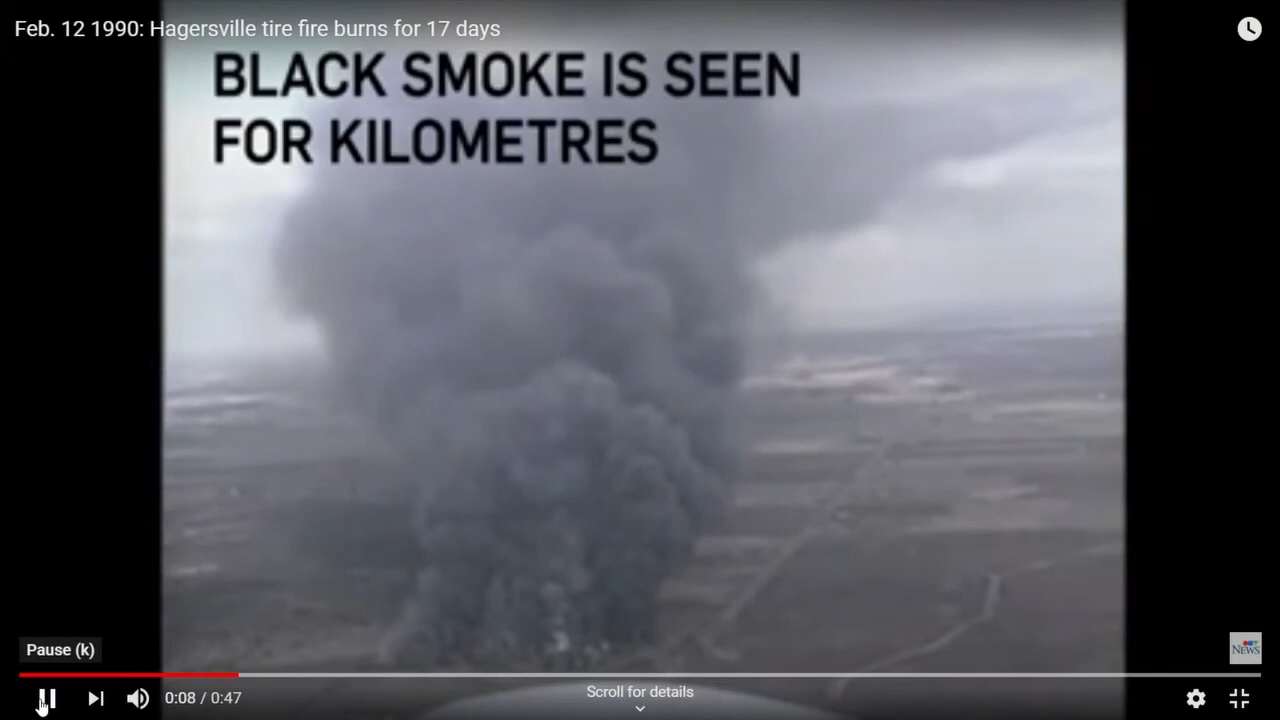 Feb. 12 1990: Hagersville tire fire burns for 17 days
BLACK SMOKE IS SEEN
FOR KILOMETRES
Pause (k)
NEWS
0:08 / 0:47
Scroll for details